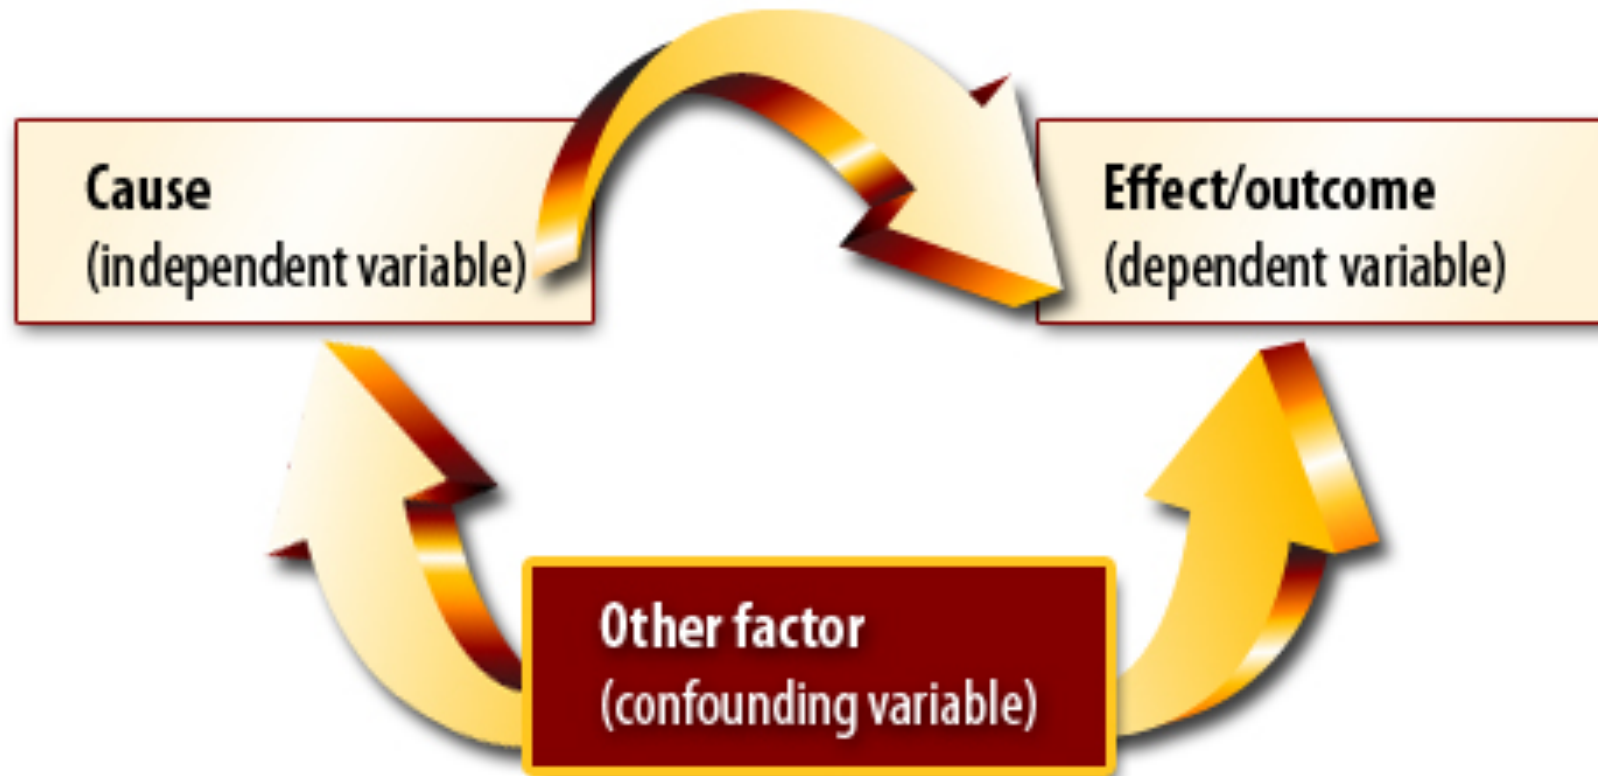 Cause
(independent variable)
Effect/outcome
(dependent variable)
Other factor
(confounding variable)